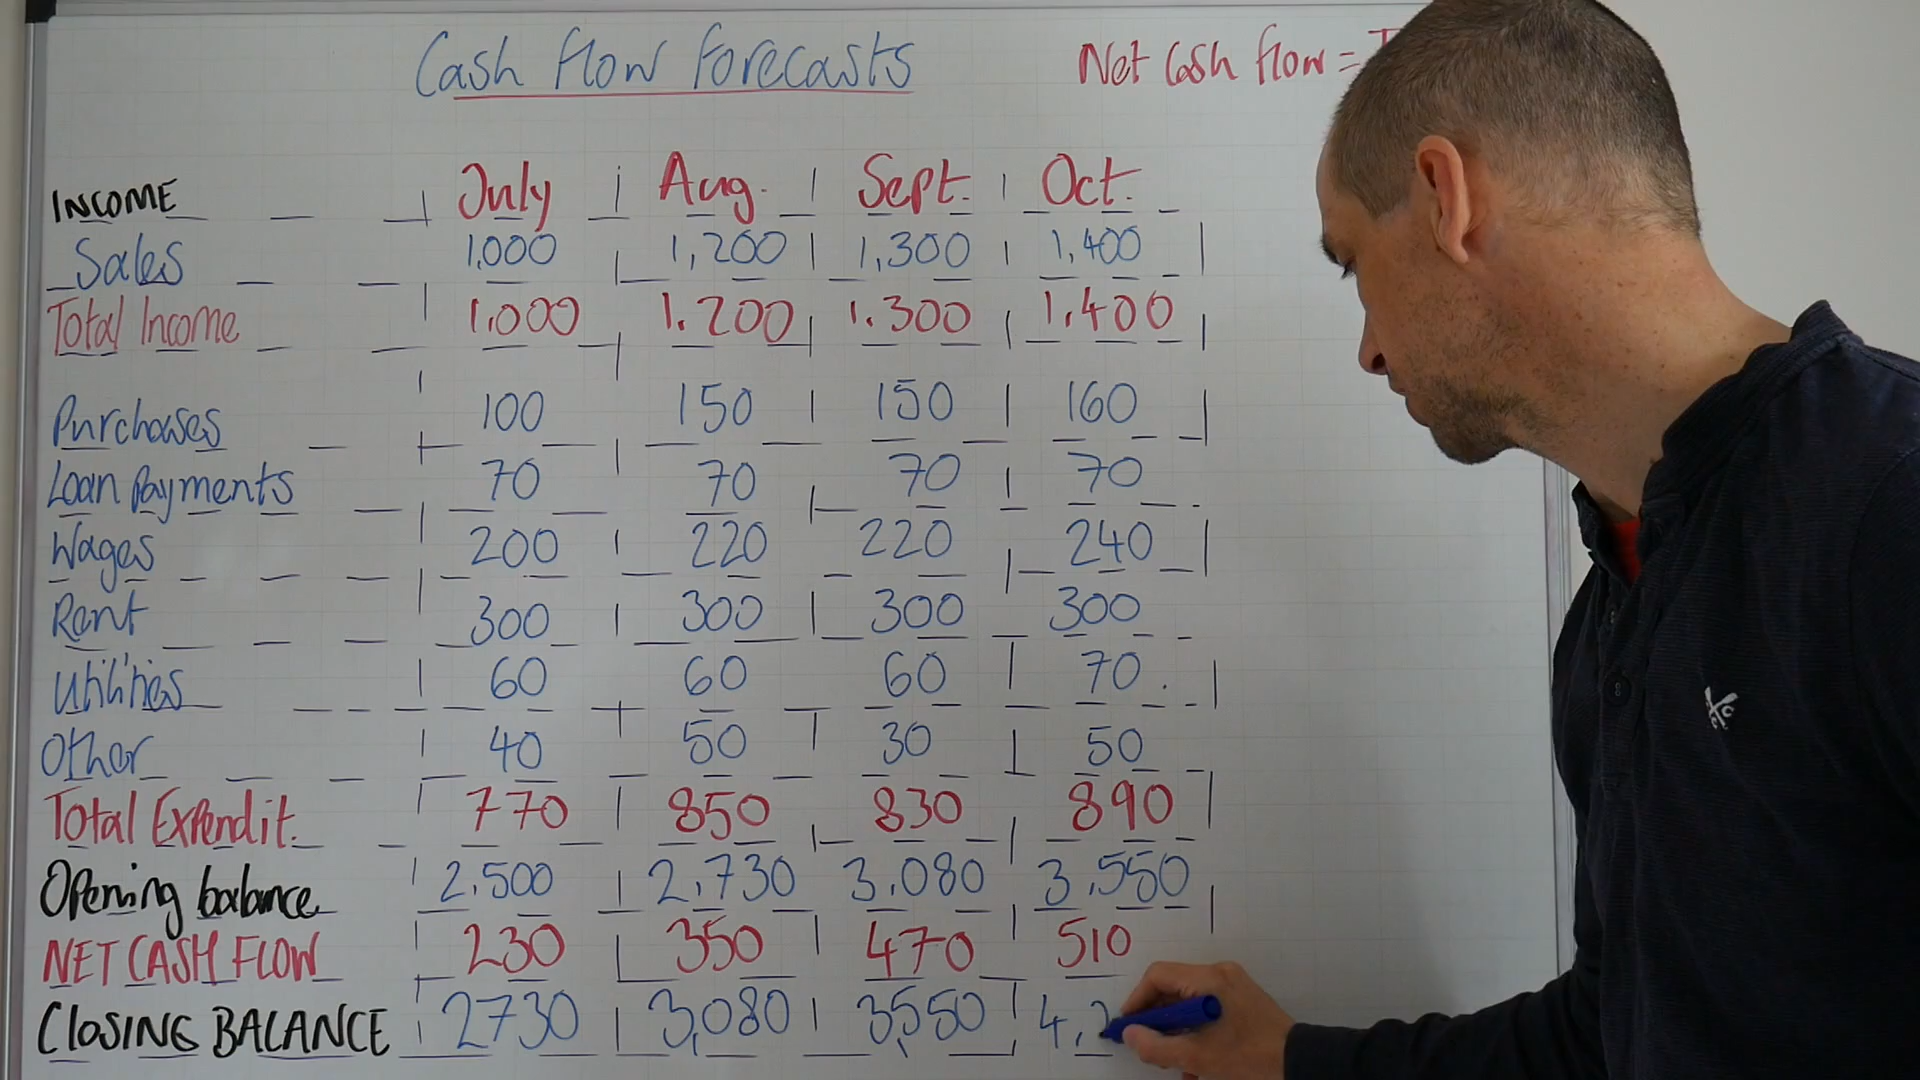 Cash Flow Forecasts
Net Cash flow =
INCOME July Aug. Sept. Oct.
Sales 1,000 1,200 1,300 1,400
Total Income 1,000 1,200 1,300 1,400
Purchases 100 150 150 160
Loan Payments 70 70 70 70
Wages 200 220 220 240
Rent 300 300 300 300
Utilities 60 60 60 70
Other 40 50 30 50
Total Expendit. 770 850 830 890
Opening balance 2,500 2,730 3,080 3,550
NET CASH FLOW 230 350 470 510
CLOSING BALANCE 2730 3,080 3,550 4,